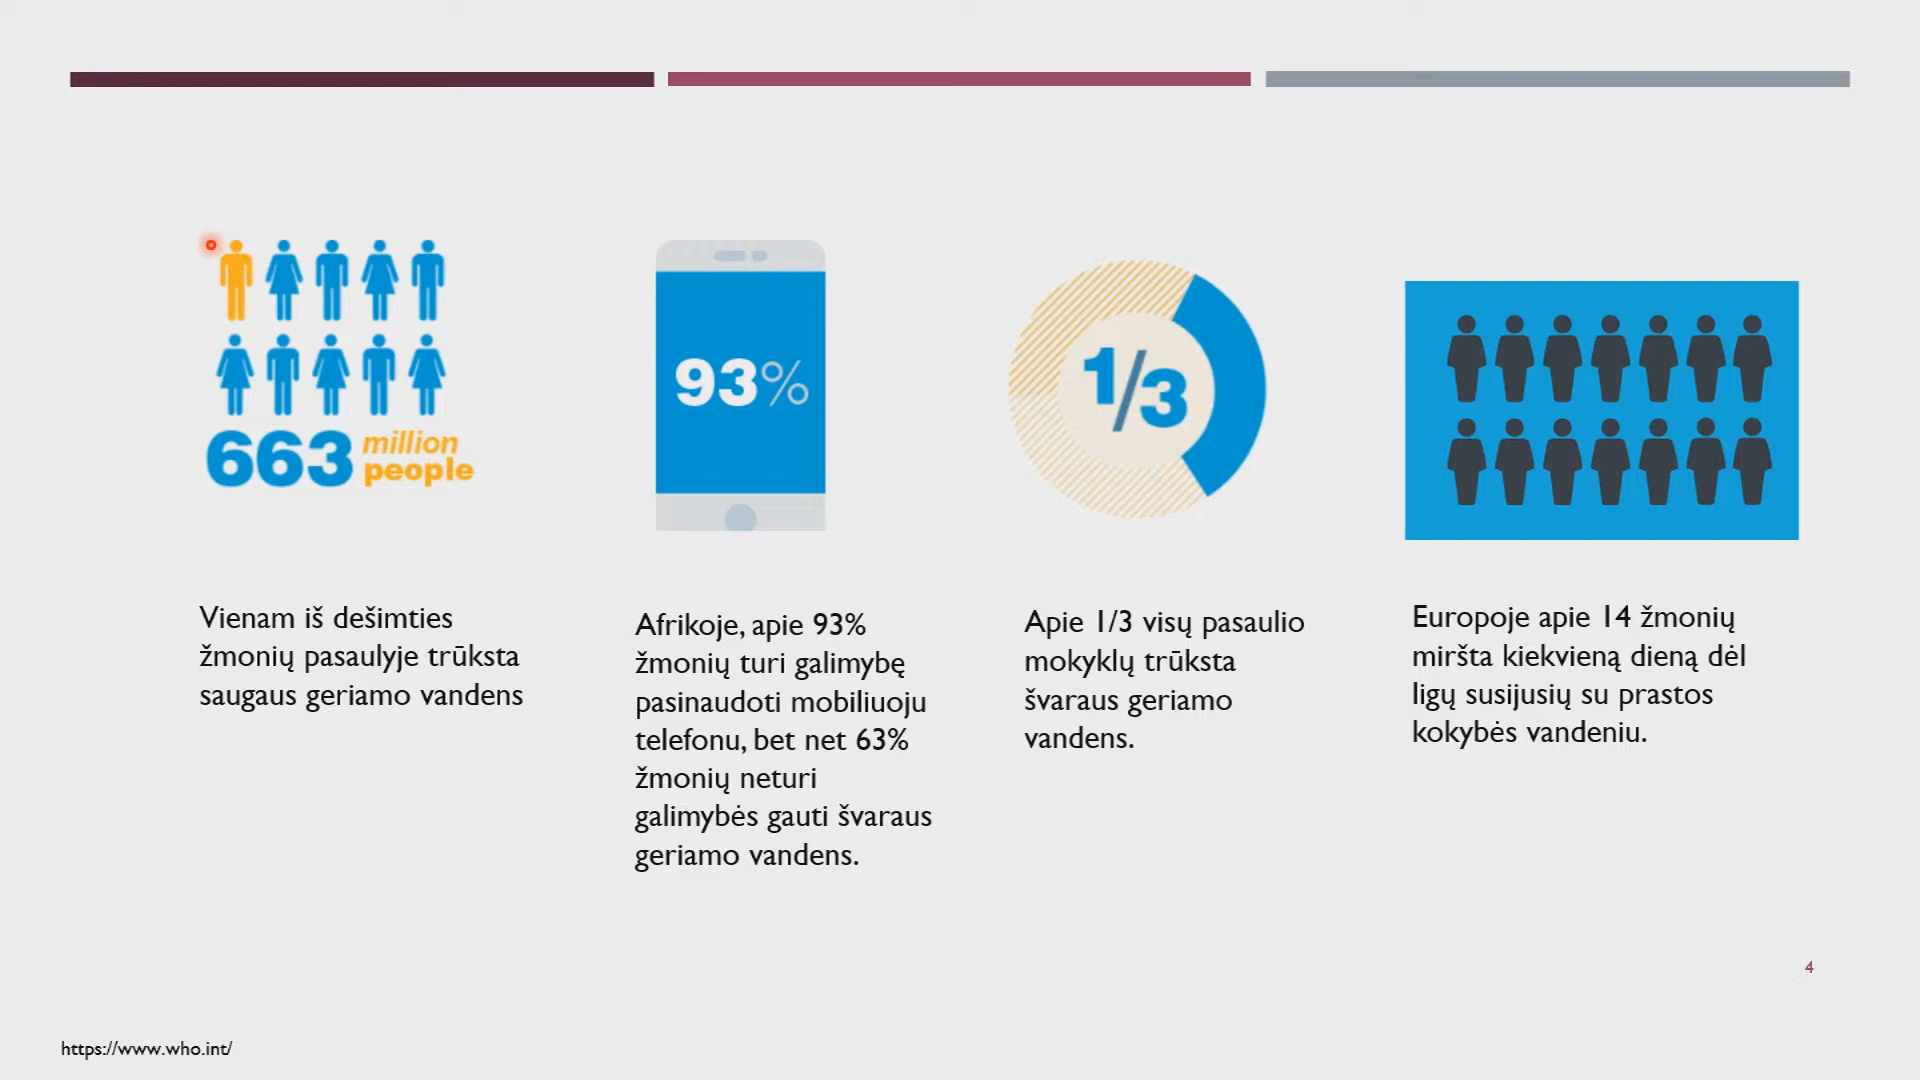 663 million
people
Vienam iš dešimties
žmonių pasaulyje trūksta
saugaus geriamo vandens
93%
Afrikoje, apie 93%
žmonių turi galimybę
pasinaudoti mobiliuoju
telefonu, bet net 63%
žmonių neturi
galimybės gauti švaraus
geriamo vandens.
1/3
Apie 1/3 visų pasaulio
mokyklų trūksta
švaraus geriamo
vandens.
Europoje apie 14 žmonių
miršta kiekvieną dieną dėl
ligų susijusių su prastos
kokybės vandeniu.
4
https://www.who.int/